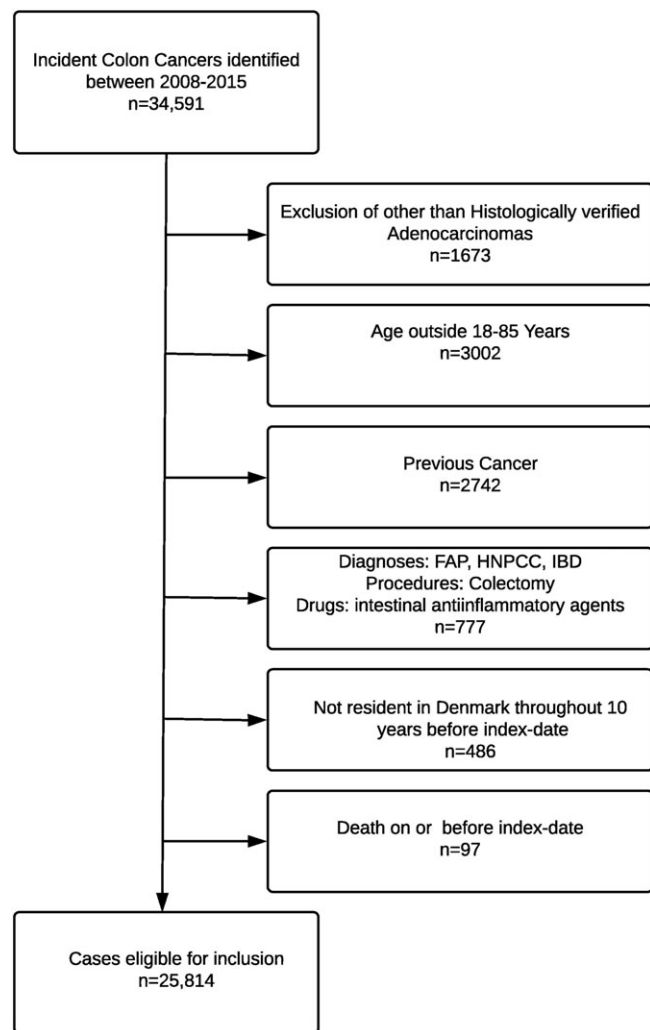 Incident Colon Cancers identified
between 2008-2015
n=34,591
Exclusion of other than Histologically verified
Adenocarcinomas
n=1673
Age outside 18-85 Years
n=3002
Previous Cancer
n=2742
Diagnoses: FAP, HNPCC, IBD
Procedures: Colectomy
Drugs: intestinal antiinflammatory agents
n=777
Not resident in Denmark throughout 10
years before index-date
n=486
Death on or before index-date
n=97
Cases eligible for inclusion
n=25,814